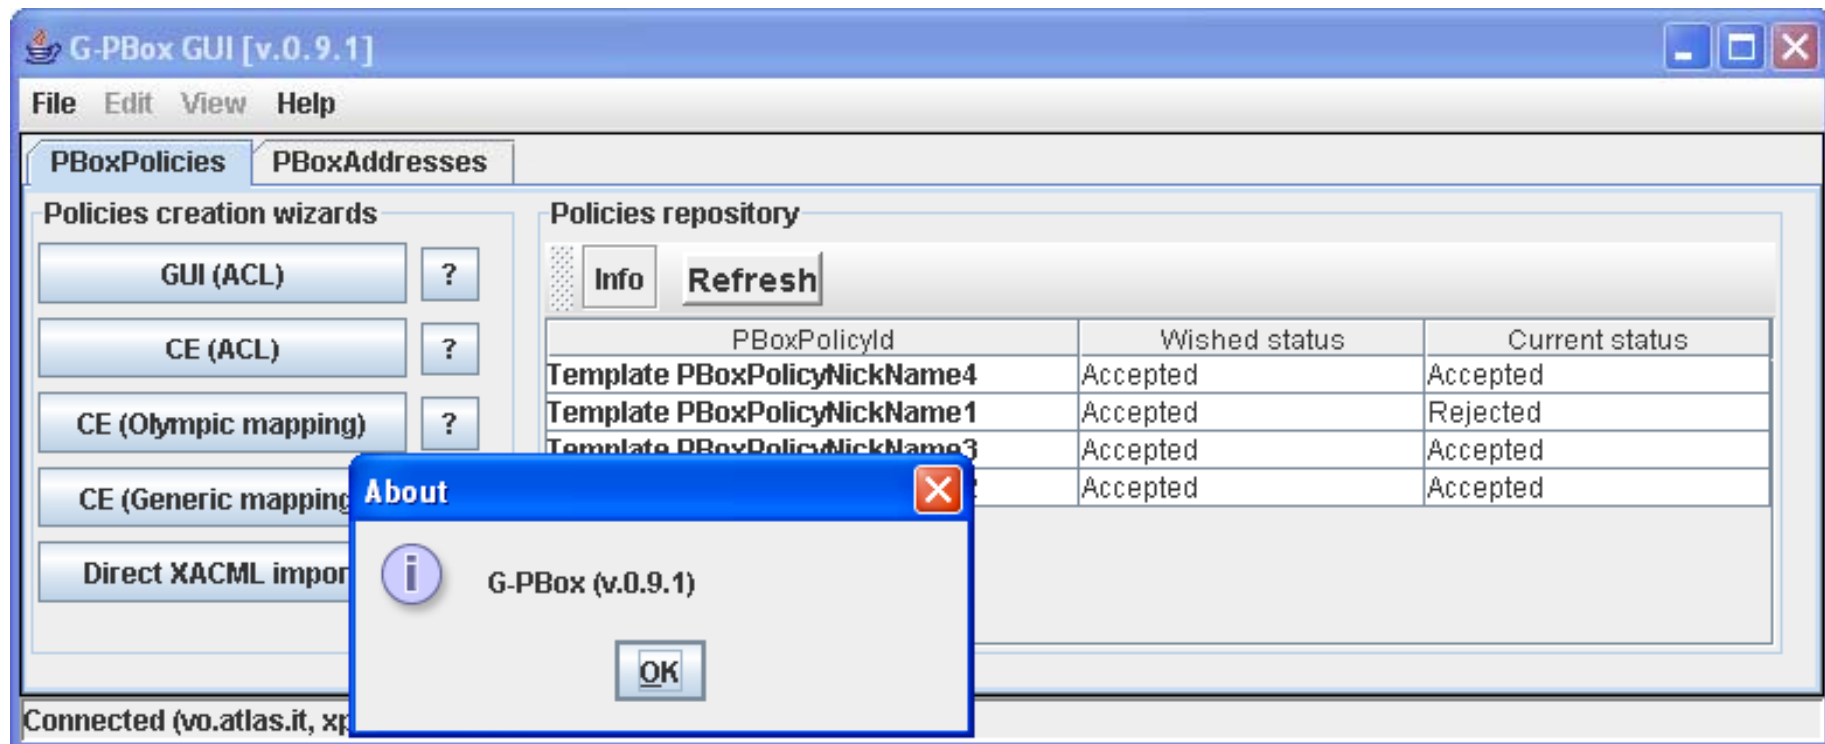 G-PBox GUI [v.0.9.1]
File Edit View Help
PBoxPolicies PBoxAddresses
Policies creation wizards
GUI (ACL) ?
CE (ACL) ?
CE (Olympic mapping) ?
CE (Generic mapping
Direct XACML impor
Policies repository
Info Refresh
PBoxPolicyId Wished status Current status
Template PBoxPolicyNickName4 Accepted Accepted
Template PBoxPolicyNickName1 Accepted Rejected
Template PBoxPolicyNickName3 Accepted Accepted
Accepted Accepted
About
G-PBox (v.0.9.1)
OK
Connected (vo.atlas.it, xp